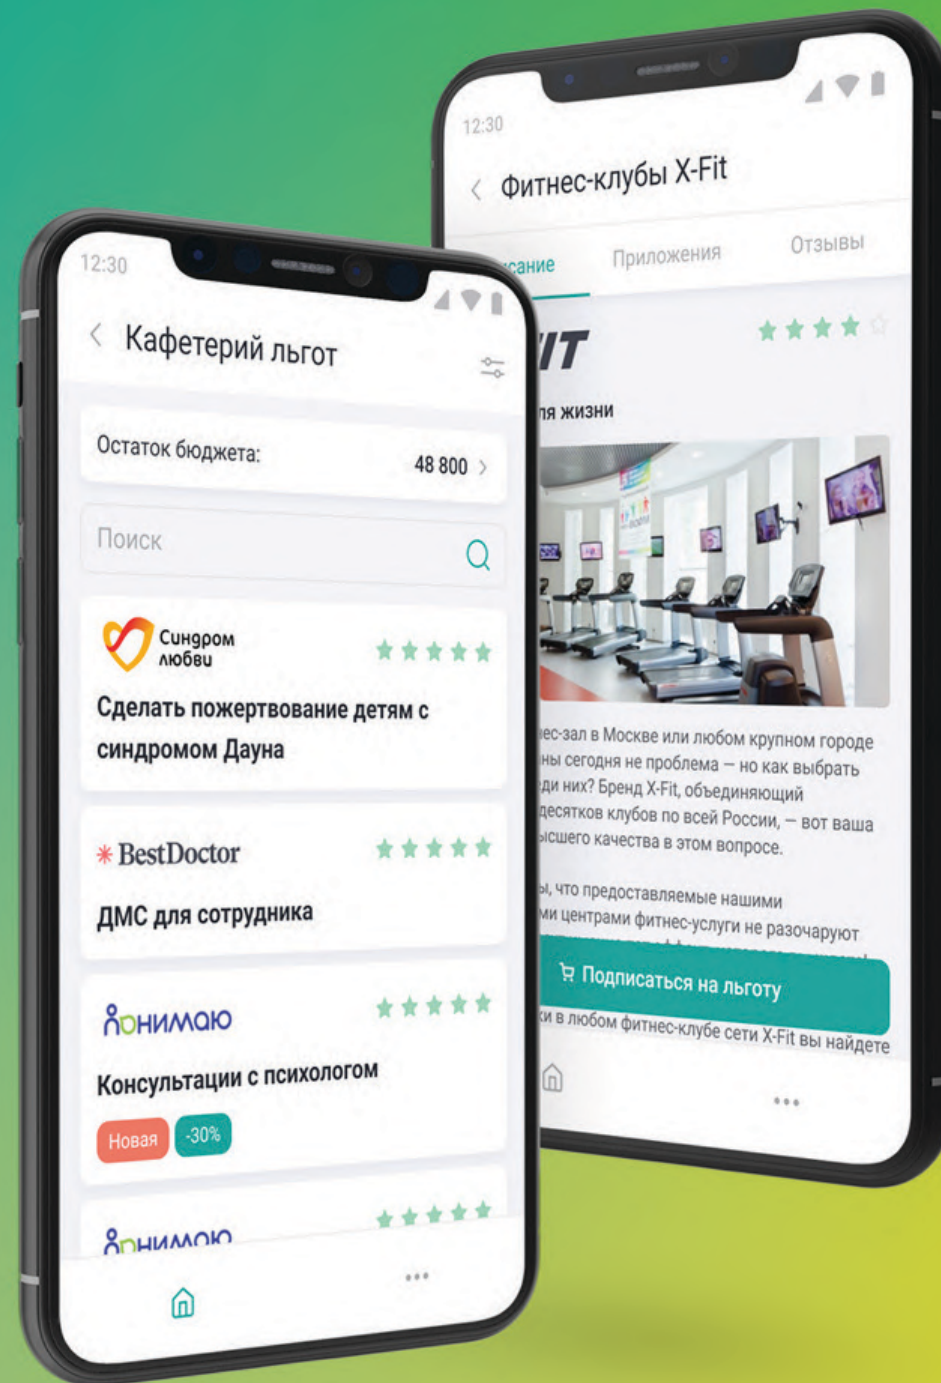 12:30
Кафетерий льгот
Остаток бюджета:
48 800
Поиск
Синдром
любви
Сделать пожертвование детям с
синдромом Дауна
BestDoctor
ДМС для сотрудника
Понимаю
Консультации с психологом
Новая
-30%
Понимаю
12:30
Фитнес-клубы X-Fit
сание
Приложения
Отзывы
FIT
ля жизни
нес-зал в Москве или любом крупном городе
ны сегодня не проблема — но как выбрать
ди них? Бренд X-Fit, объединяющий
десятков клубов по всей России, — вот ваша
ысшего качества в этом вопросе.
ы, что предоставляемые нашими
ми центрами фитнес-услуги не разочаруют
Подписаться на льготу
ки в любом фитнес-клубе сети X-Fit вы найдете